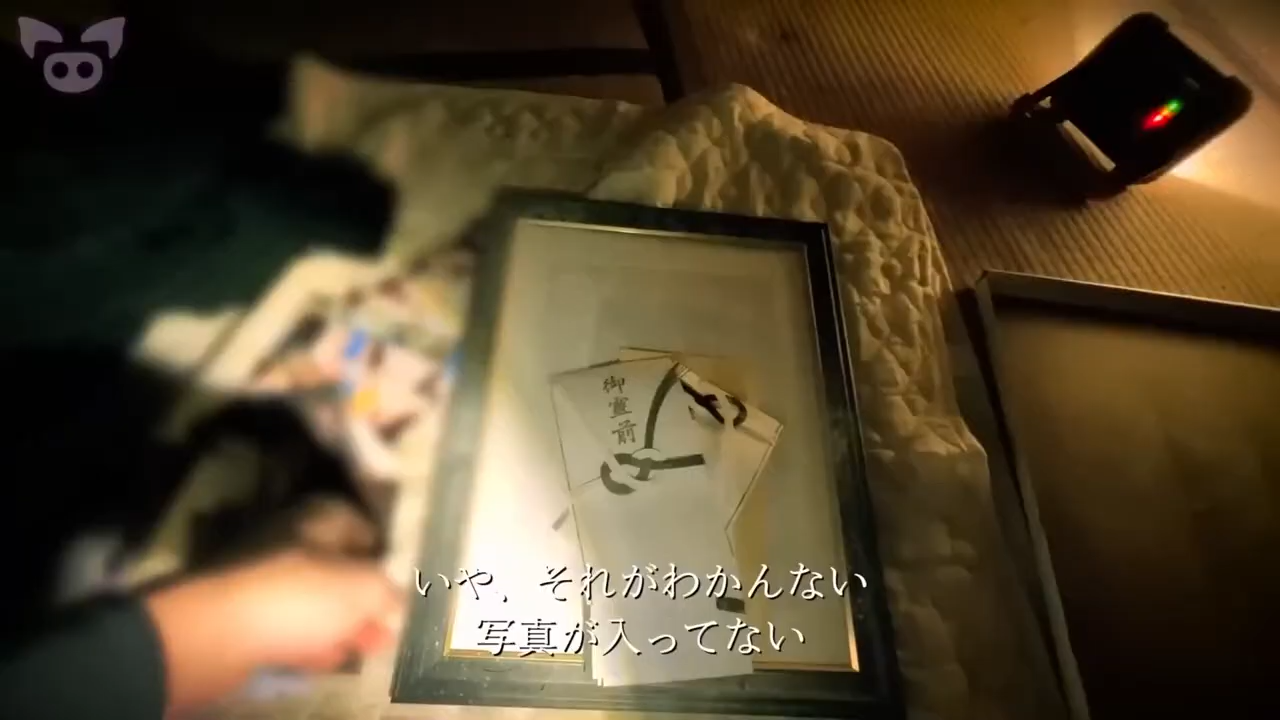 御霊前
いや、それがわかんない
写真が入ってない